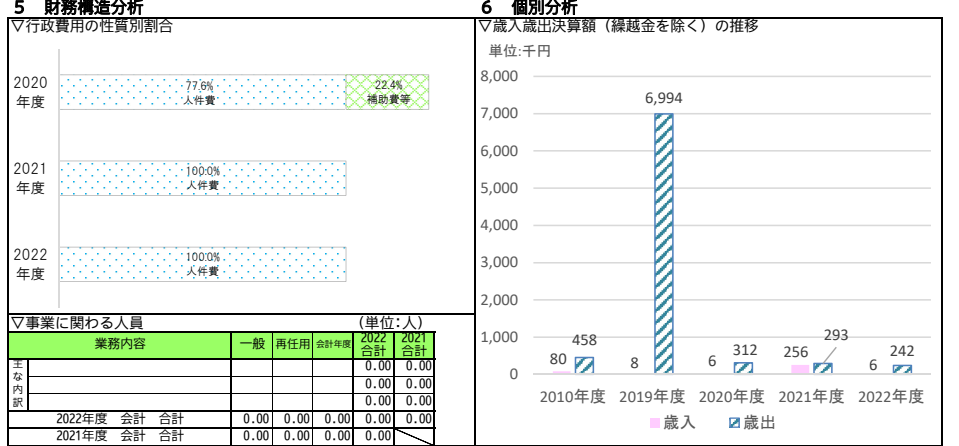 5 財務構造分析
▽行政費用の性質別割合
2020
年度
77.6%
人件費
22.4%
補助費等
2021
年度
100.0%
人件費
2022
年度
100.0%
人件費
▽事業に関わる人員 (単位:人)
業務内容 一般 再任用 会計年度 2022合計 2021合計
主な内訳
0.00 0.00
0.00 0.00
0.00 0.00
2022年度 会計 合計 0.00 0.00 0.00 0.00 0.00
2021年度 会計 合計 0.00 0.00 0.00 0.00
6 個別分析
▽歳入歳出決算額（繰越金を除く）の推移
単位:千円
8,000
7,000
6,000
5,000
4,000
3,000
2,000
1,000
0
80 458
8 6,994
6 312
256 293
6 242
2010年度 2019年度 2020年度 2021年度 2022年度
歳入 歳出